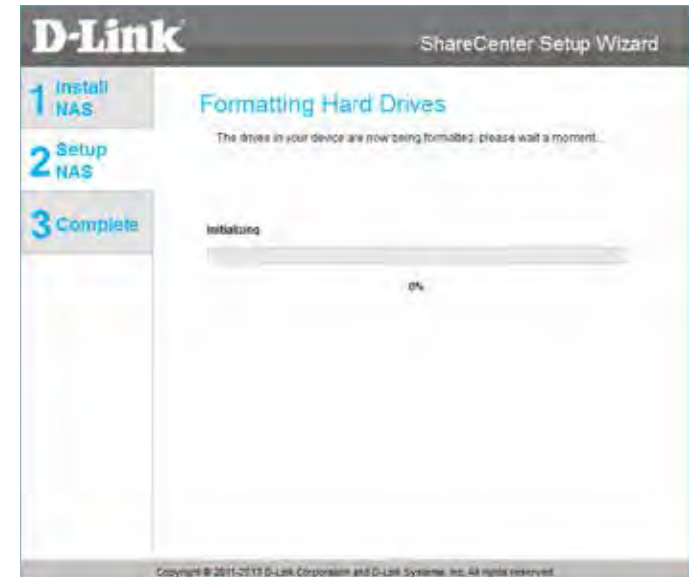 D-Link
ShareCenter Setup Wizard
1 Install
NAS
2 Setup
NAS
3 Complete
Formatting Hard Drives
The drives in your device are now being formatted, please wait a moment...
Initializing
0%
Copyright © 2011-2013 D-Link Corporation and D-Link Systems, Inc. All rights reserved.